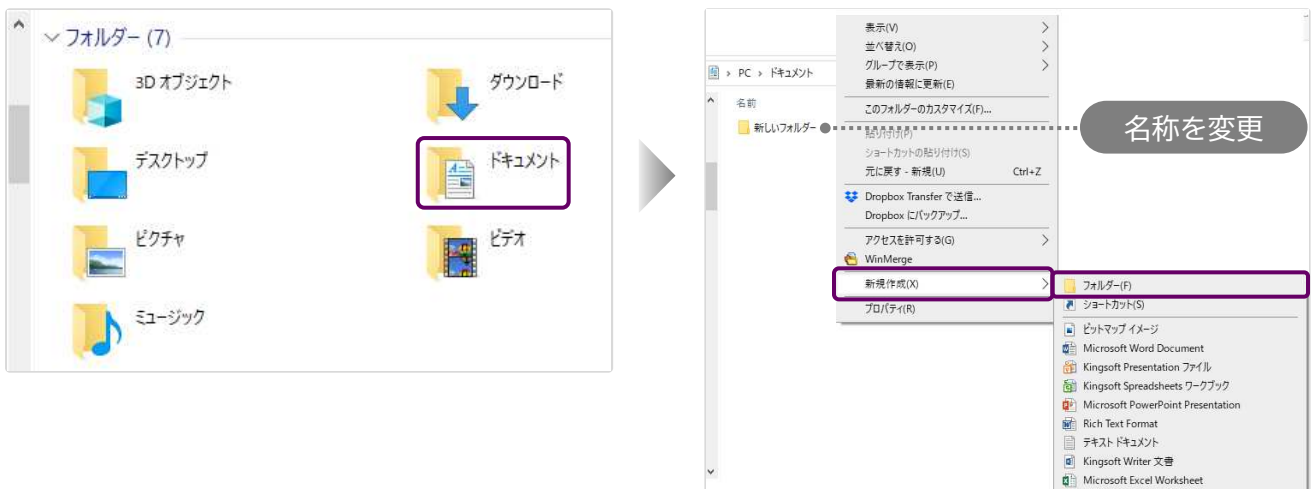 フォルダー (7)
3D オブジェクト
ダウンロード
デスクトップ
ドキュメント
ピクチャ
ビデオ
ミュージック
PC › ドキュメント
名前
新しいフォルダー
名称を変更
表示(V)
並べ替え(O)
グループで表示(P)
最新の情報に更新(E)
このフォルダーのカスタマイズ(F)...
貼り付け(P)
ショートカットの貼り付け(S)
元に戻す - 新規(U) Ctrl+Z
Dropbox Transfer で送信...
Dropbox にバックアップ...
アクセスを許可する(G)
WinMerge
新規作成(X)
プロパティ(R)
フォルダー(F)
ショートカット(S)
ビットマップ イメージ
Microsoft Word Document
Kingsoft Presentation ファイル
Kingsoft Spreadsheets ワークブック
Microsoft PowerPoint Presentation
Rich Text Format
テキスト ドキュメント
Kingsoft Writer 文書
Microsoft Excel Worksheet